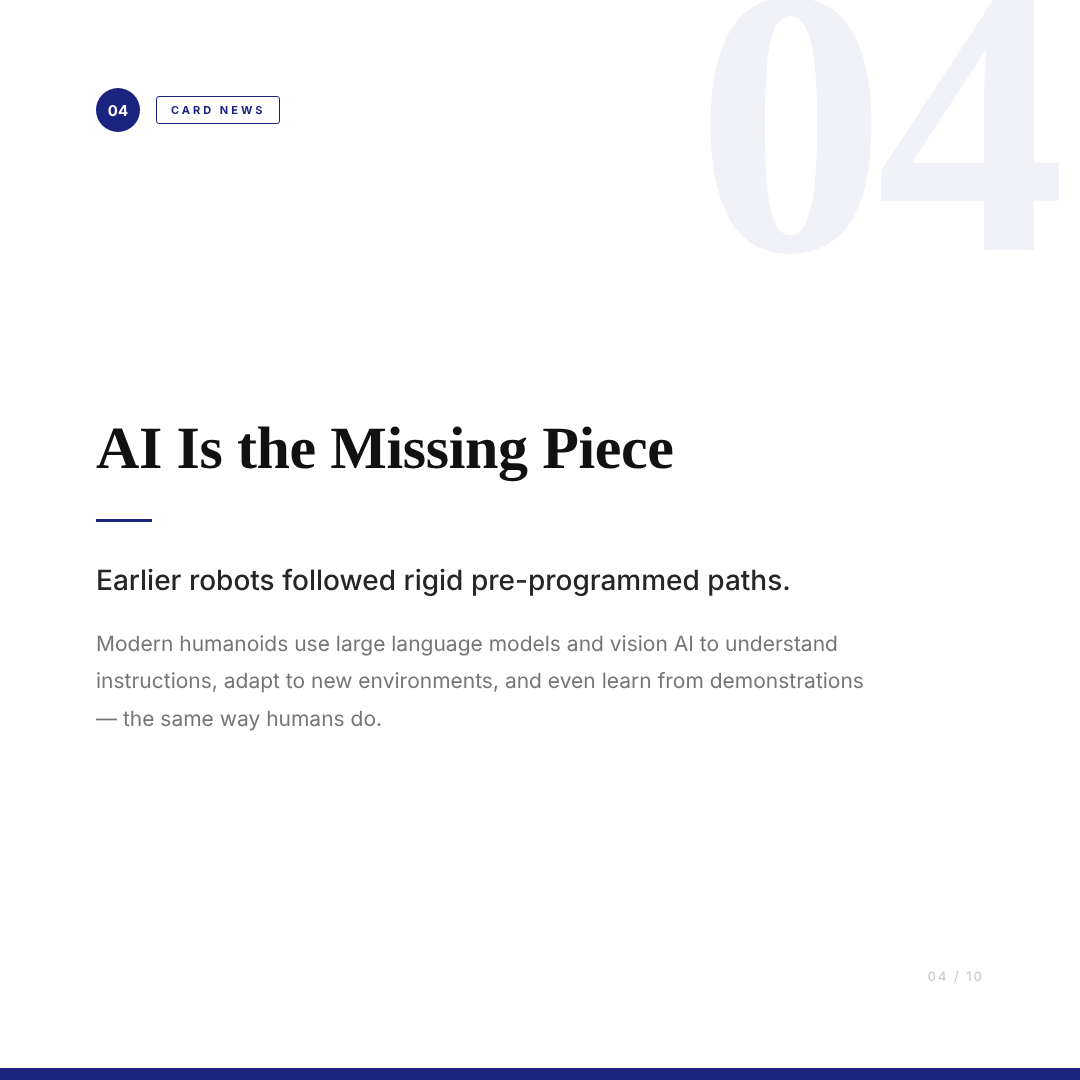 04
04
CARD NEWS
AI Is the Missing Piece
Earlier robots followed rigid pre-programmed paths.
Modern humanoids use large language models and vision AI to understand
instructions, adapt to new environments, and even learn from demonstrations
— the same way humans do.
04 / 10